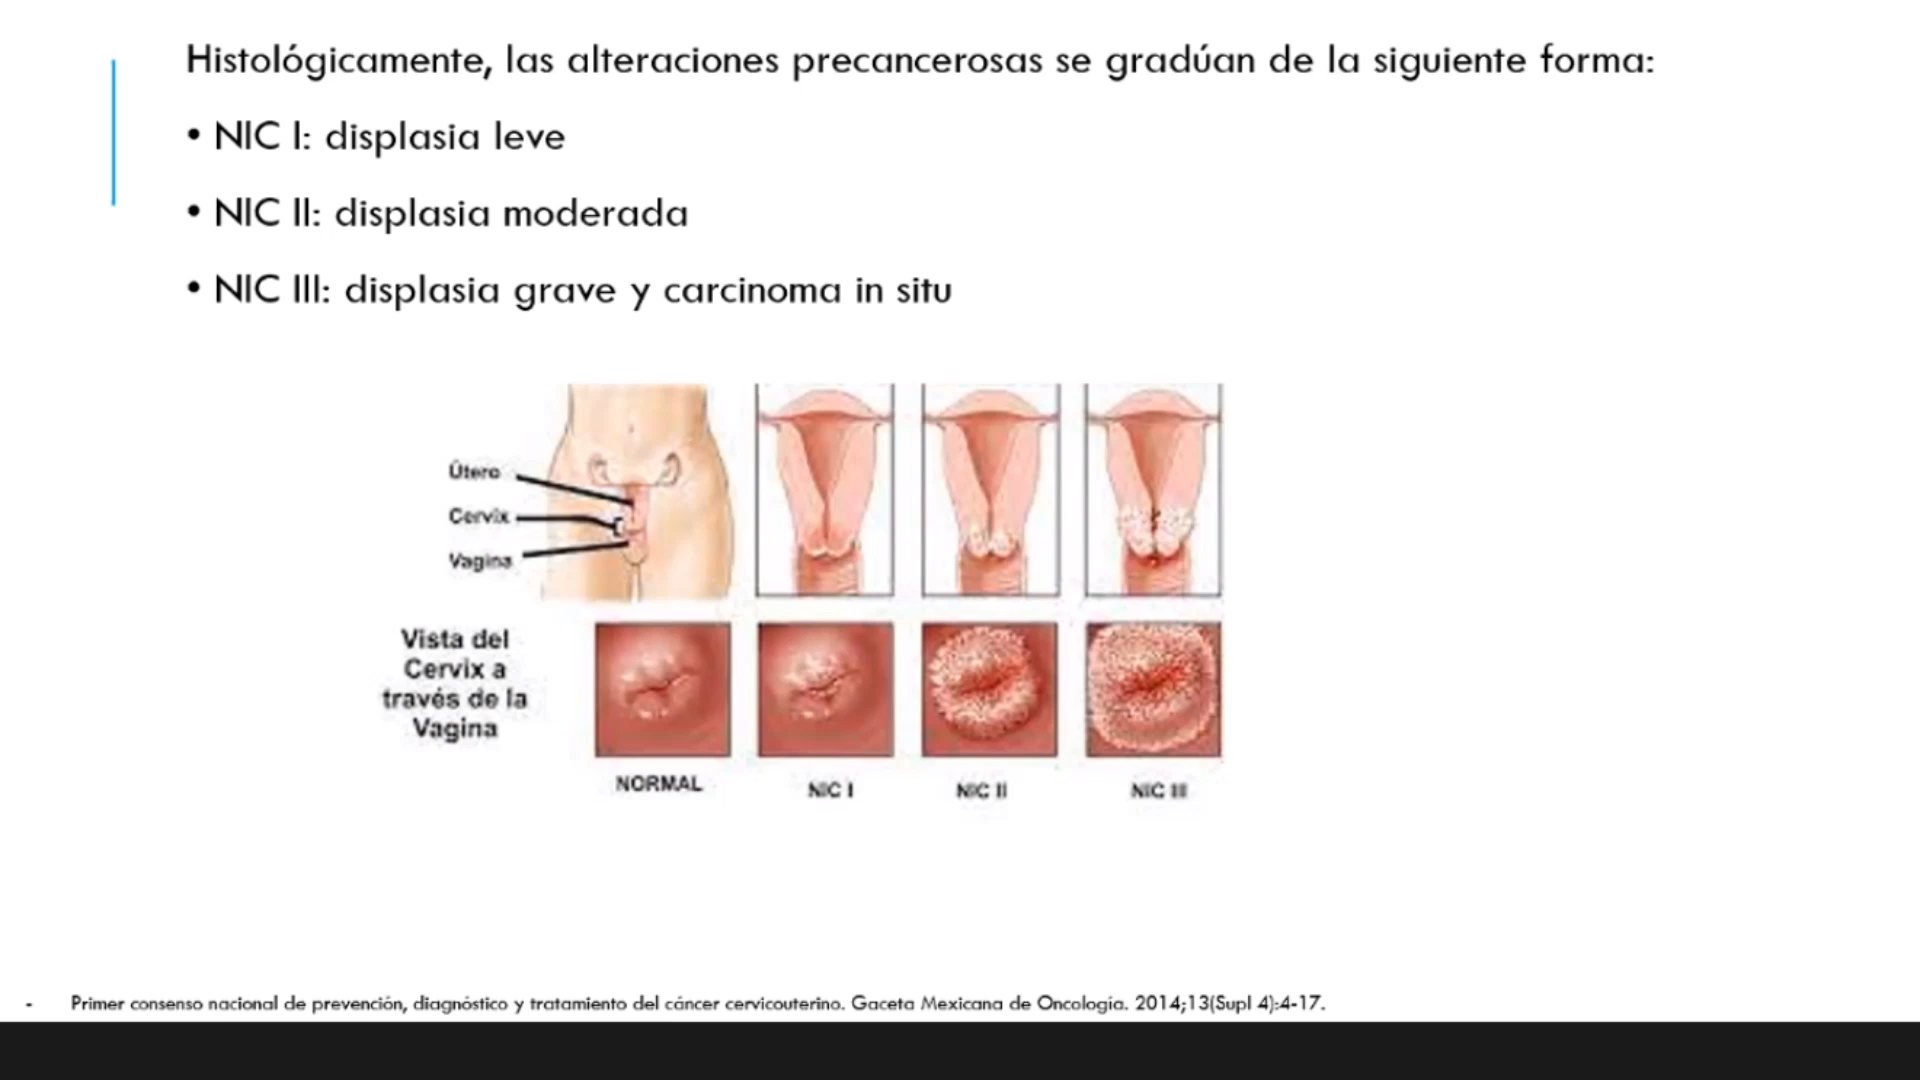 Histológicamente, las alteraciones precancerosas se gradúan de la siguiente forma:
• NIC I: displasia leve
• NIC II: displasia moderada
• NIC III: displasia grave y carcinoma in situ
Útero
Cervix
Vagina
Vista del
Cervix a
través de la
Vagina
NORMAL
NIC I
NIC II
NIC III
- Primer consenso nacional de prevención, diagnóstico y tratamiento del cáncer cervicouterino. Gaceta Mexicana de Oncología. 2014;13(Supl 4):4-17.